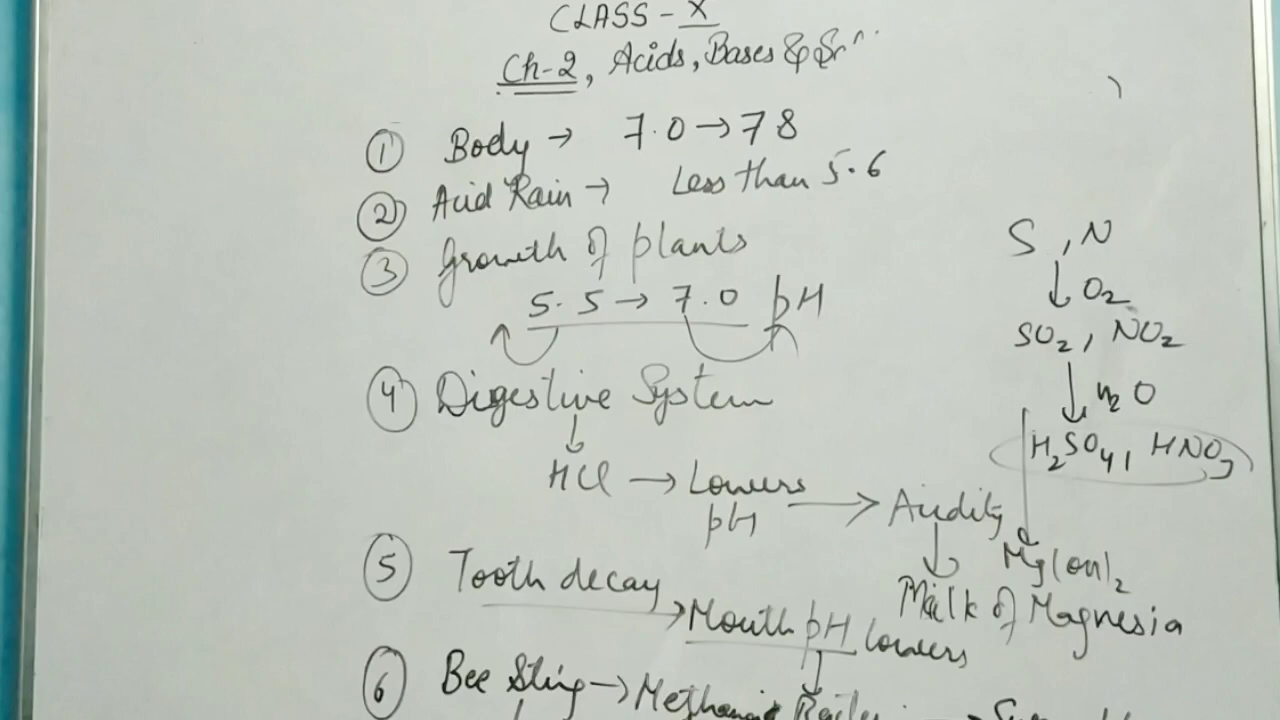 CLASS - X
Ch-2, Acids, Bases &
① Body → 7.0 → 78
② Acid Rain → Less than 5.6
③ Growth of plants
5.5 → 7.0 pH
④ Digestive System
↓
HCl → Lowers pH → Acidity
↓
Milk of Magnesia
Mg(OH)2
S, N
↓ O2
SO2, NO2
↓ H2O
H2SO4, HNO3
⑤ Tooth decay → Mouth pH lowers
⑥ Bee Sting →